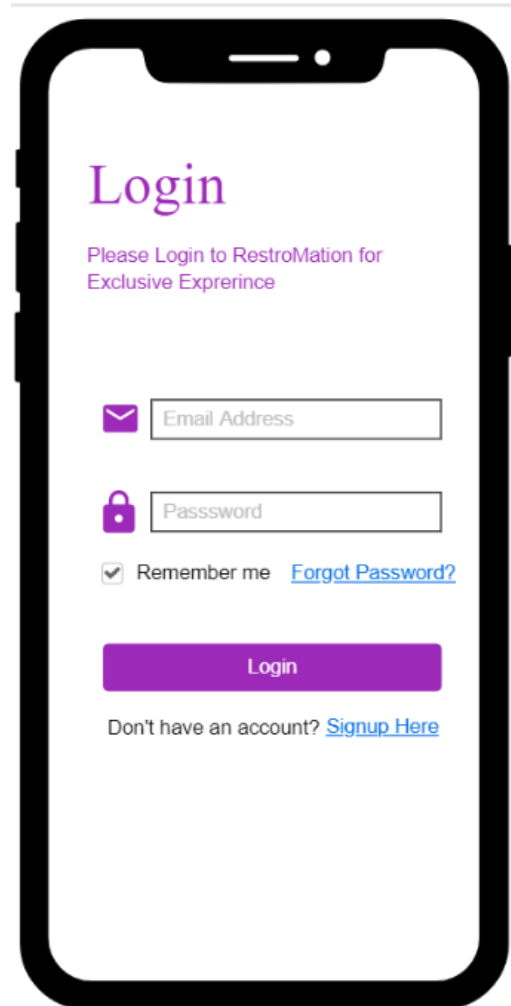 Login
Please Login to RestroMation for
Exclusive Exprerince
Email Address
Passsword
Remember me Forgot Password?
Login
Don't have an account? Signup Here